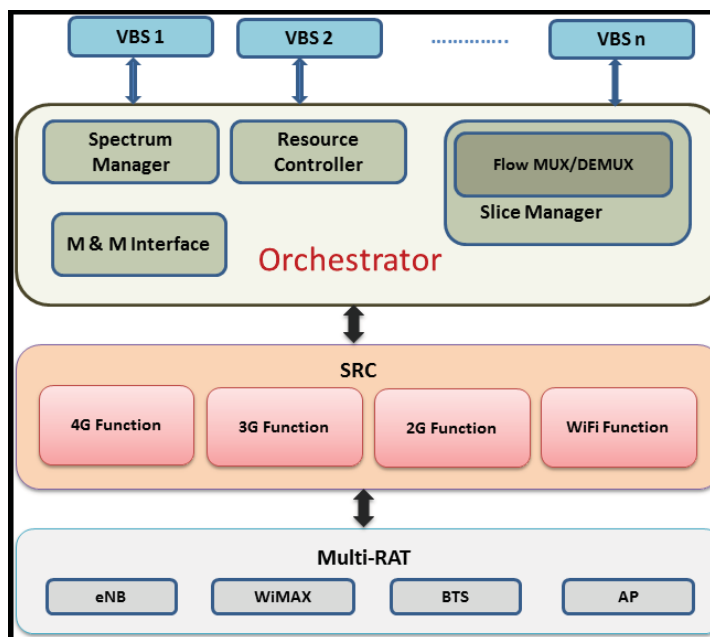 VBS 1
VBS 2
..............
VBS n
Spectrum
Manager
Resource
Controller
Flow MUX/DEMUX
Slice Manager
M & M Interface
Orchestrator
SRC
4G Function
3G Function
2G Function
WiFi Function
Multi-RAT
eNB
WiMAX
BTS
AP